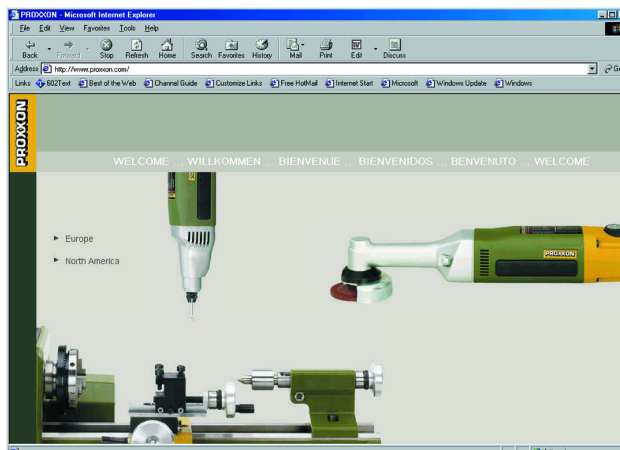 PROXXON - Microsoft Internet Explorer
File Edit View Favorites Tools Help
Back Forward Stop Refresh Home Search Favorites History Mail Print Edit Discuss
Address http://www.proxxon.com/ Go
Links 602Text Best of the Web Channel Guide Customize Links Free HotMail Internet Start Microsoft Windows Update Windows
PROXXON
WELCOME ... WILLKOMMEN ... BIENVENUE ... BIENVENIDOS ... BENVENUTO ... WELCOME
Europe
North America
PROXXON